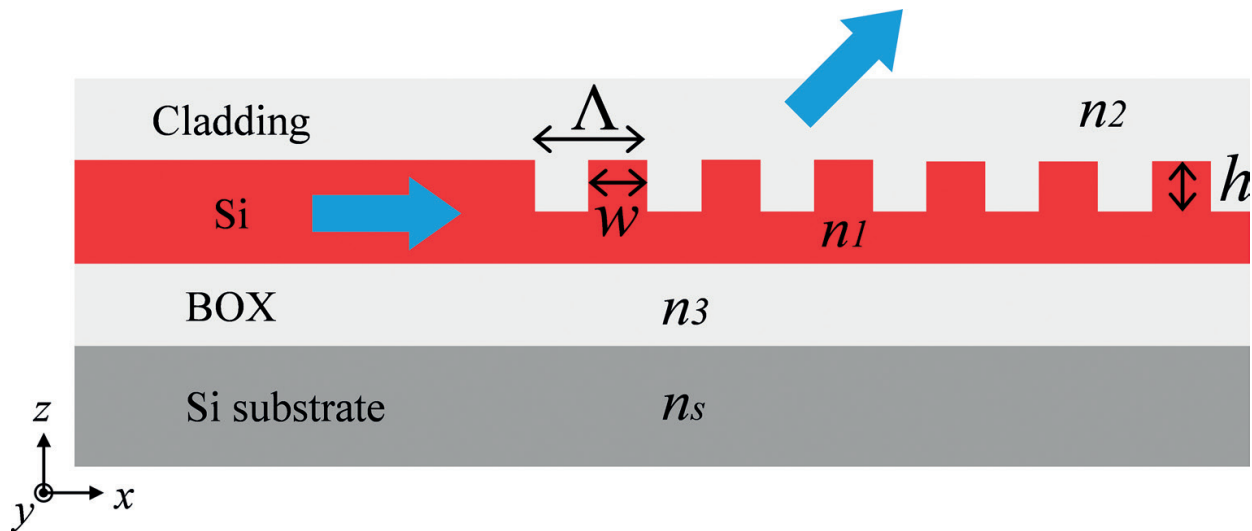 Cladding
Λ
n2
Si
w
n1
h
BOX
n3
Si substrate
ns
z
y
x